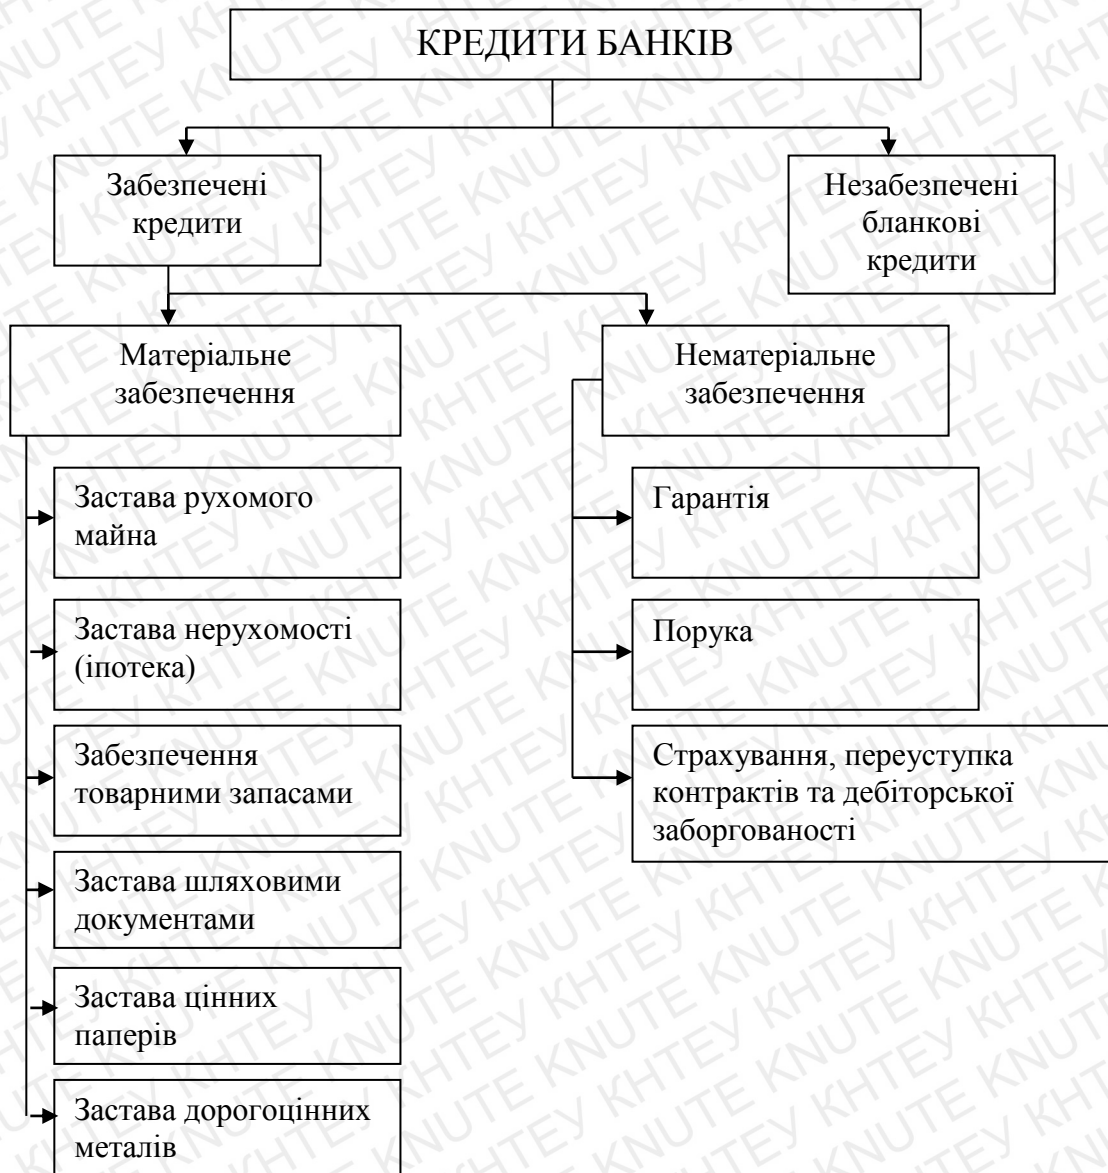 КРЕДИТИ БАНКІВ
Забезпечені
кредити
Незабезпечені
бланкові
кредити
Матеріальне
забезпечення
Нематеріальне
забезпечення
Застава рухомого
майна
Застава нерухомості
(іпотека)
Забезпечення
товарними запасами
Застава шляховими
документами
Застава цінних
паперів
Застава дорогоцінних
металів
Гарантія
Порука
Страхування, переуступка
контрактів та дебіторської
заборгованості